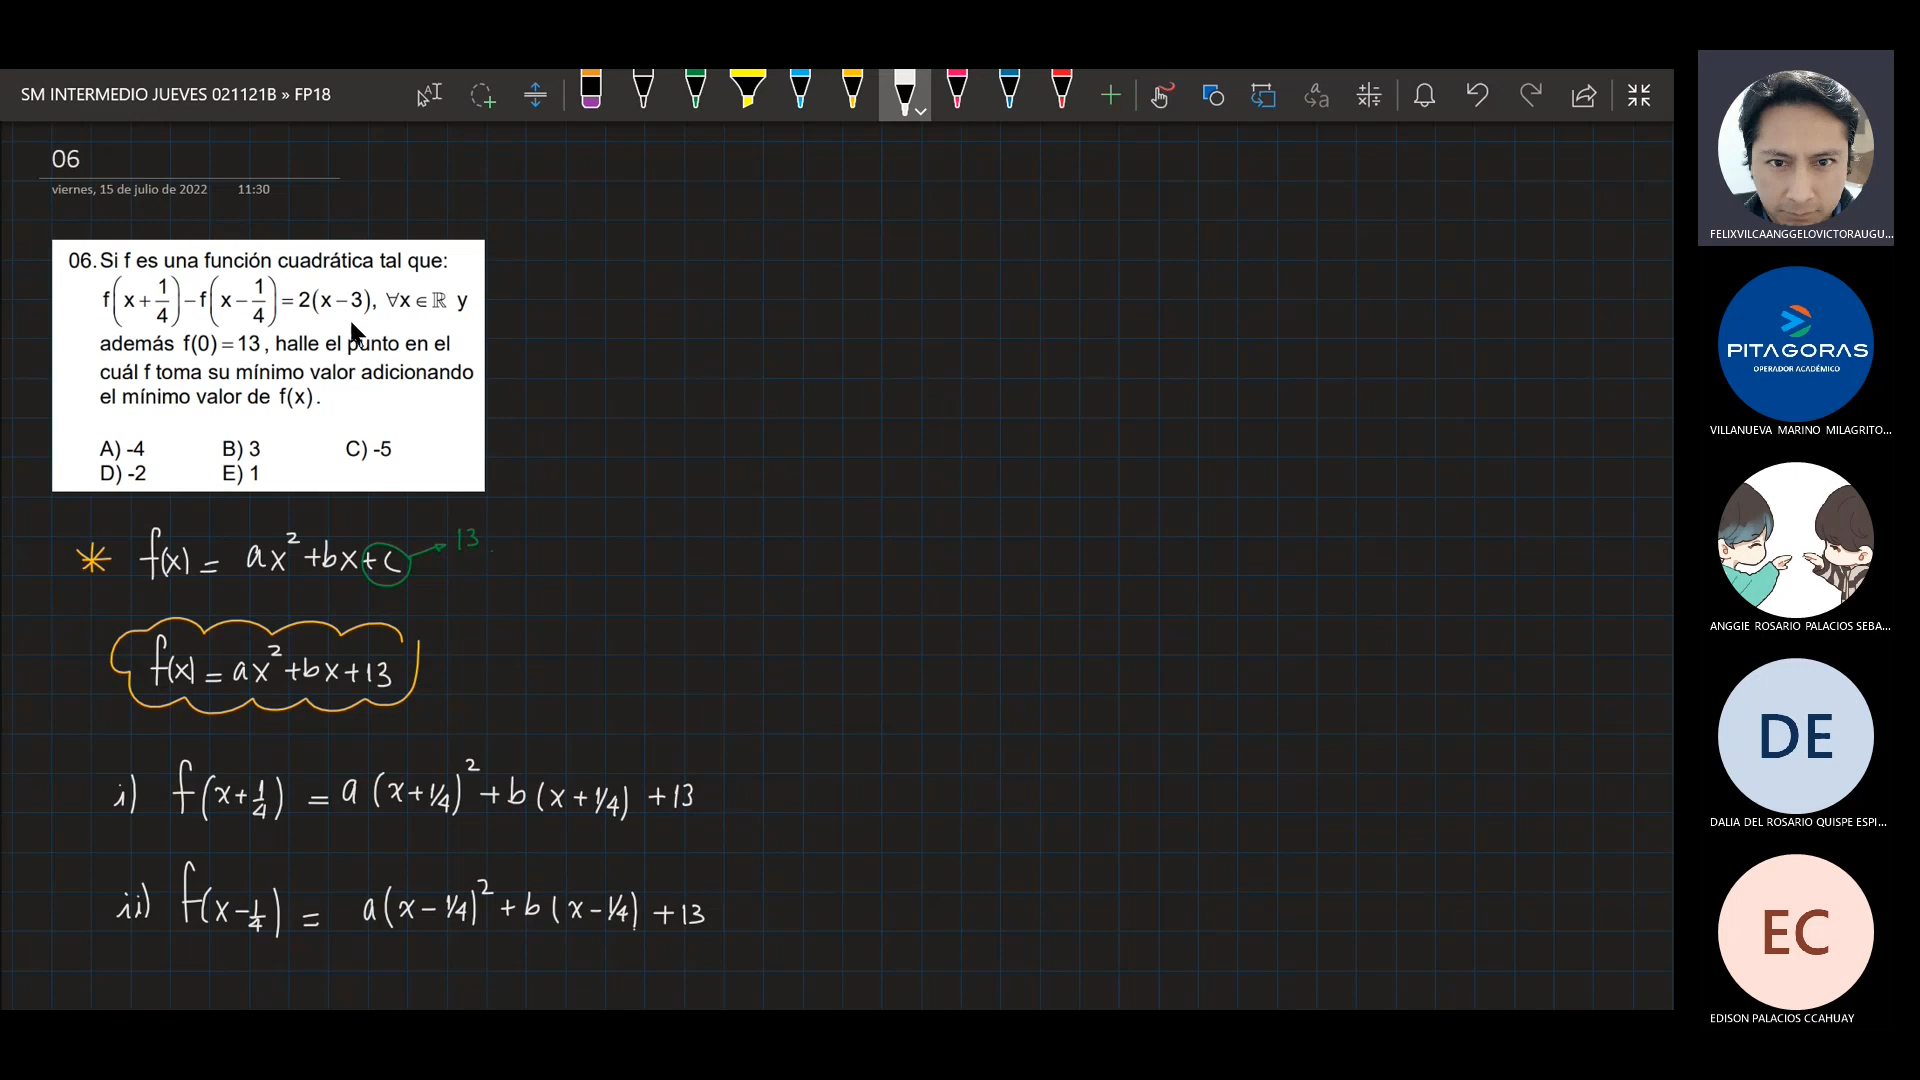 SM INTERMEDIO JUEVES 021121B » FP18
06
viernes, 15 de julio de 2022 11:30
06. Si f es una función cuadrática tal que:
f(x+1/4)−f(x−1/4)=2(x−3), ∀x∈ℝ y
además f(0)=13, halle el punto en el
cuál f toma su mínimo valor adicionando
el mínimo valor de f(x).
A) -4 B) 3 C) -5
D) -2 E) 1
* f(x) = ax²+bx+c → 13
f(x) = ax²+bx+13
i) f(x+1/4) = a(x+1/4)²+b(x+1/4)+13
ii) f(x-1/4) = a(x-1/4)²+b(x-1/4)+13
FELIXVILCAANGGELOVICTORAUGU...
PITAGORAS
OPERADOR ACADÉMICO
VILLANUEVA MARINO MILAGRITO...
ANGGIE ROSARIO PALACIOS SEBA...
DE
DALIA DEL ROSARIO QUISPE ESPI...
EC
EDISON PALACIOS CCAHUAY